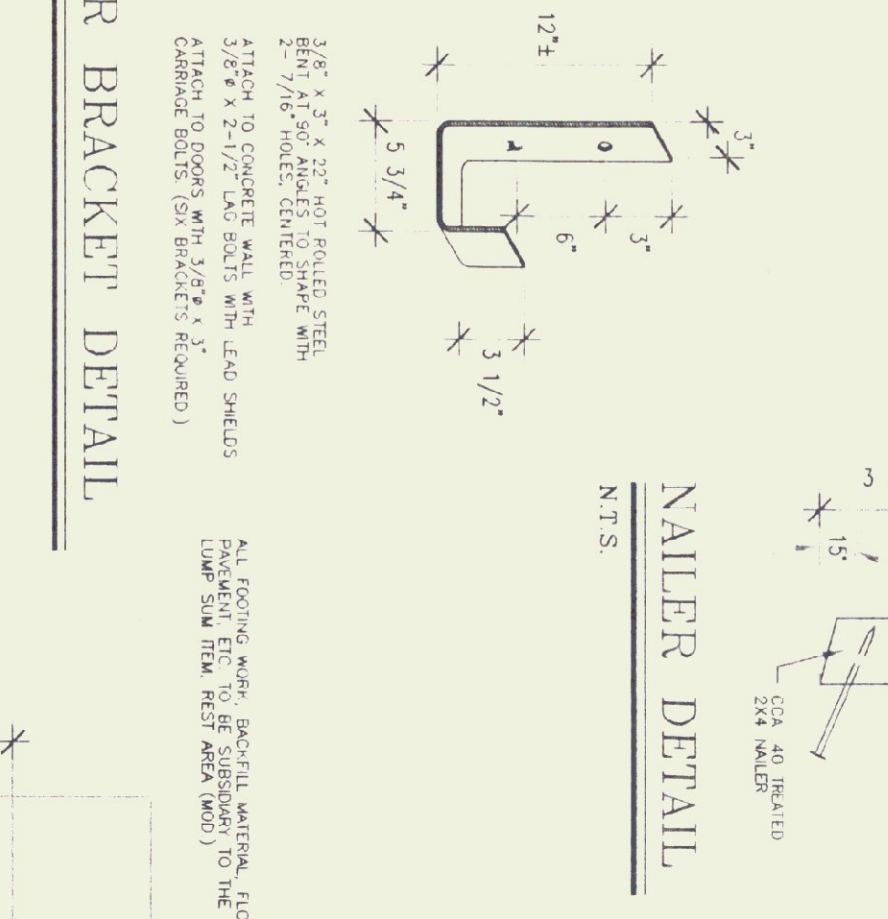 3
15°
CCA 40 TREATED
2X4 NAILER
NAILER DETAIL
N.T.S.
3"
12"±
3"
6"
5 3/4"
3 1/2"
3/8" X 3" X 22" HOT ROLLED STEEL
BENT AT 90° ANGLES TO SHAPE WITH
2- 7/16" HOLES, CENTERED.
ATTACH TO CONCRETE WALL WITH
3/8"ø X 2-1/2" LAG BOLTS WITH LEAD SHIELDS
ATTACH TO DOORS WITH 3/8"ø X 3"
CARRIAGE BOLTS. (SIX BRACKETS REQUIRED)
R BRACKET DETAIL
ALL FOOTING WORK, BACKFILL MATERIAL, FLO
PAVEMENT, ETC. TO BE SUBSIDIARY TO THE
LUMP SUM ITEM, REST AREA (MOD.)